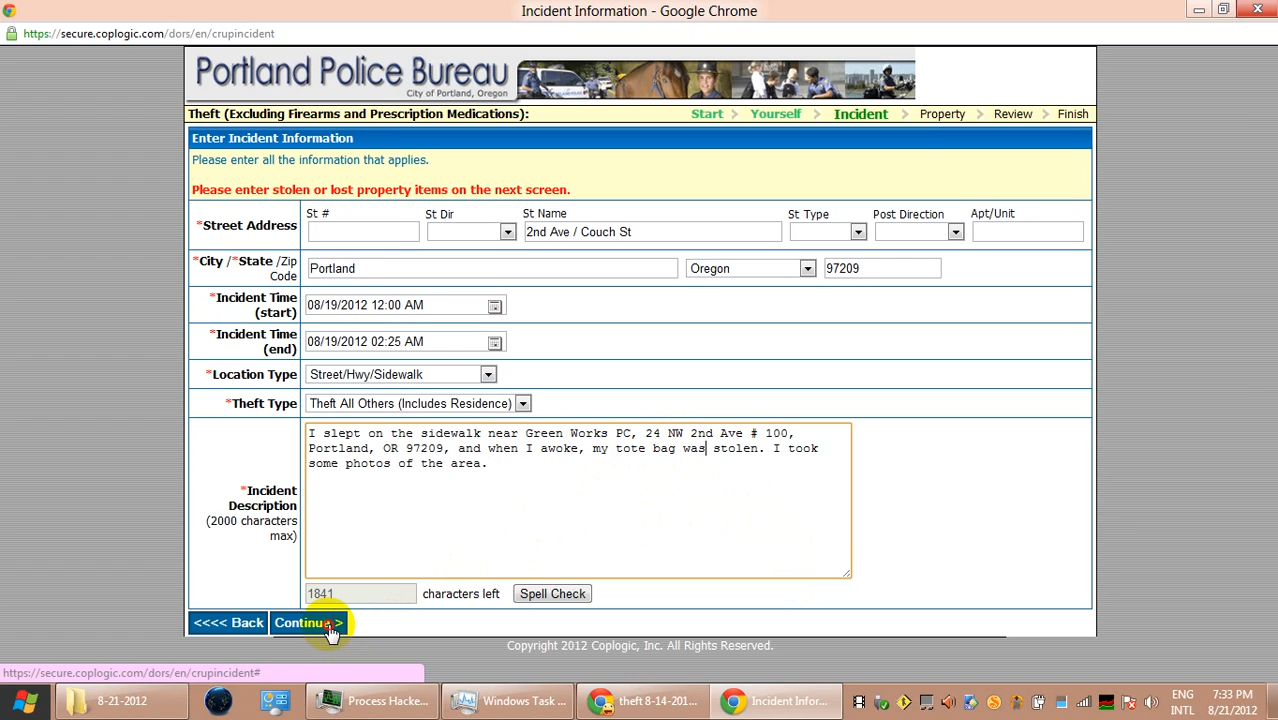 Incident Information - Google Chrome
https://secure.coplogic.com/dors/en/crupincident
Portland Police Bureau
City of Portland, Oregon
Theft (Excluding Firearms and Prescription Medications):
Start > Yourself > Incident > Property > Review > Finish
Enter Incident Information
Please enter all the information that applies.
Please enter stolen or lost property items on the next screen.
St # St Dir St Name St Type Post Direction Apt/Unit
*Street Address 2nd Ave / Couch St
*City /*State /Zip Code Portland Oregon 97209
*Incident Time (start) 08/19/2012 12:00 AM
*Incident Time (end) 08/19/2012 02:25 AM
*Location Type Street/Hwy/Sidewalk
*Theft Type Theft All Others (Includes Residence)
*Incident Description (2000 characters max)
I slept on the sidewalk near Green Works PC, 24 NW 2nd Ave # 100,
Portland, OR 97209, and when I awoke, my tote bag was stolen. I took
some photos of the area.
1841 characters left Spell Check
<<<< Back Continue >
Copyright © 2012 Coplogic Inc. All rights reserved.
https://secure.coplogic.com/dors/en/crupincident#
8-21-2012 Process Hacke... Windows Task ... theft 8-14-201... Incident Infor... ENG 7:33 PM
INTL 8/21/2012